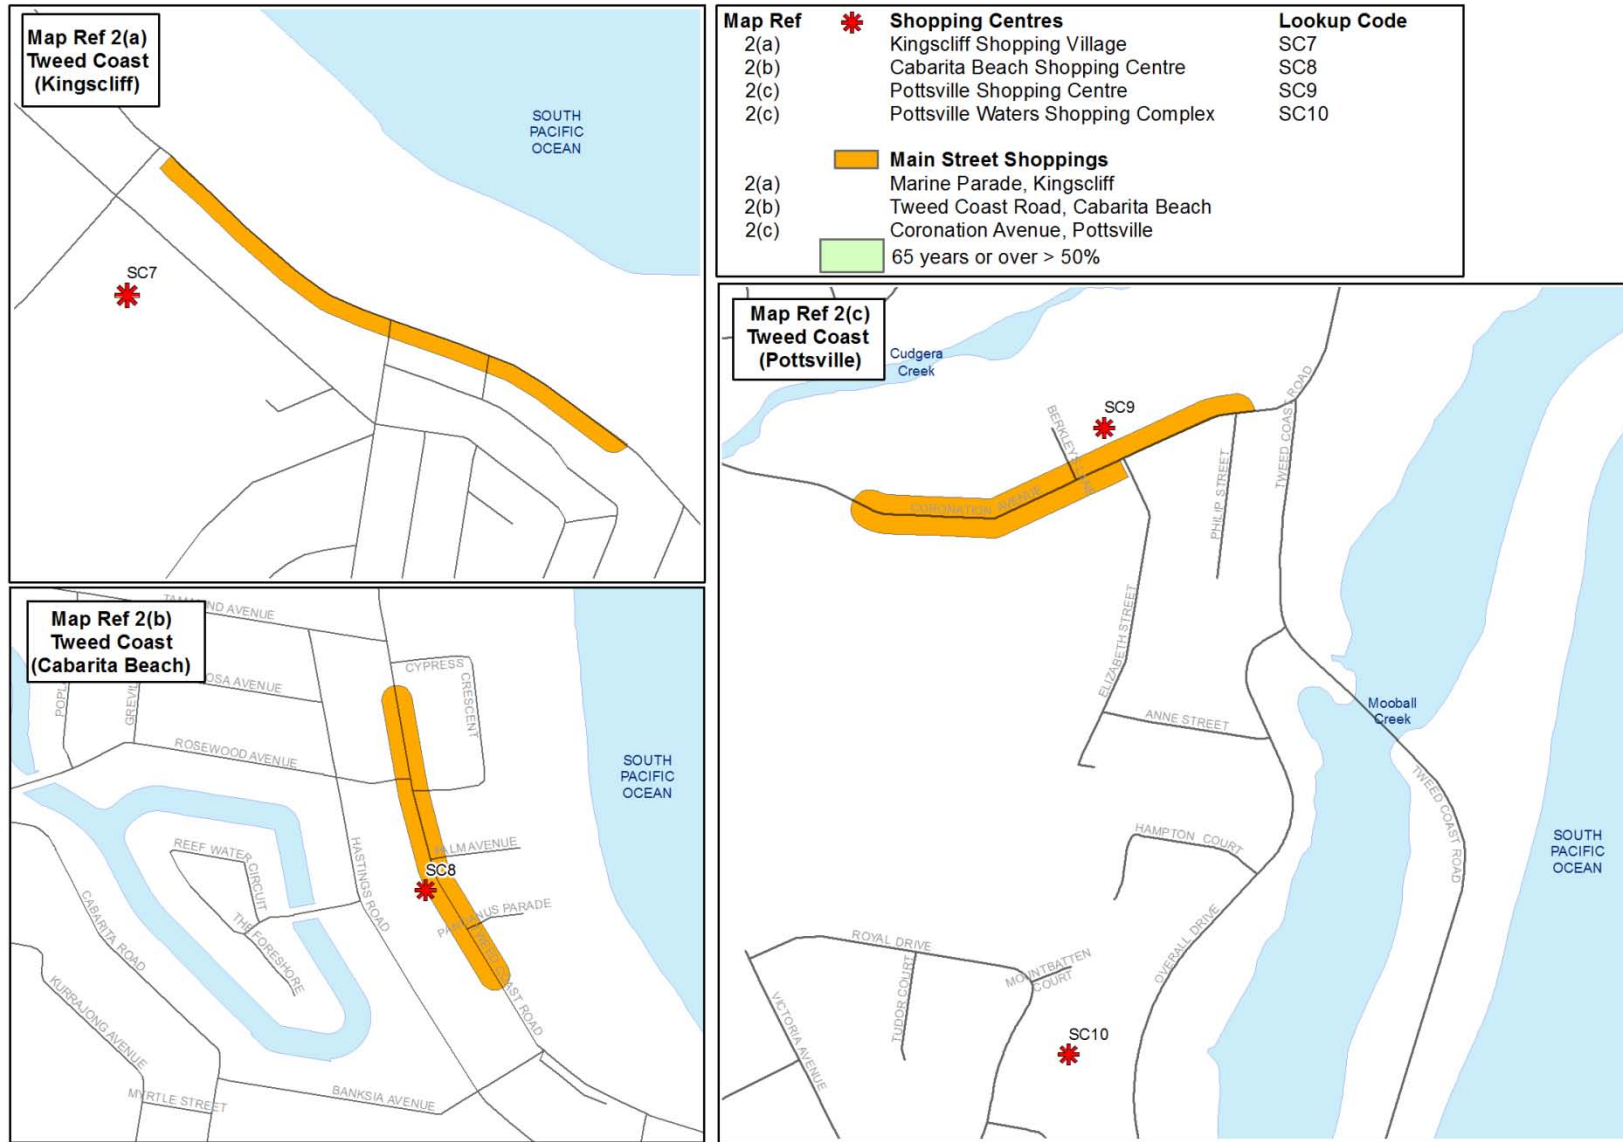 Map Ref 2(a)
Tweed Coast
(Kingscliff)
SOUTH
PACIFIC
OCEAN
SC7
Map Ref Shopping Centres Lookup Code
2(a) Kingscliff Shopping Village SC7
2(b) Cabarita Beach Shopping Centre SC8
2(c) Pottsville Shopping Centre SC9
2(c) Pottsville Waters Shopping Complex SC10
Main Street Shoppings
2(a) Marine Parade, Kingscliff
2(b) Tweed Coast Road, Cabarita Beach
2(c) Coronation Avenue, Pottsville
65 years or over > 50%
Map Ref 2(b)
Tweed Coast
(Cabarita Beach)
AVENUE
CYPRESS
CRESCENT
AVENUE
ROSEWOOD AVENUE
SOUTH
PACIFIC
OCEAN
REEF WATER
CIRCUIT
THE FORESHORE
HASTINGS ROAD
PALM AVENUE
SC8
PANDANUS PARADE
TWEED COAST ROAD
CABARITA ROAD
KURRAJONG AVENUE
MYRTLE STREET
BANKSIA AVENUE
Map Ref 2(c)
Tweed Coast
(Pottsville)
Cudgera
Creek
SC9
CORONATION AVENUE
PHILIP STREET
TWEED COAST ROAD
ELIZABETH STREET
ANNE STREET
Mooball
Creek
TWEED COAST ROAD
HAMPTON COURT
SOUTH
PACIFIC
OCEAN
OVERALL DRIVE
ROYAL DRIVE
TUDOR COURT
MOUNTBATTEN
COURT
VICTORIA AVENUE
SC10